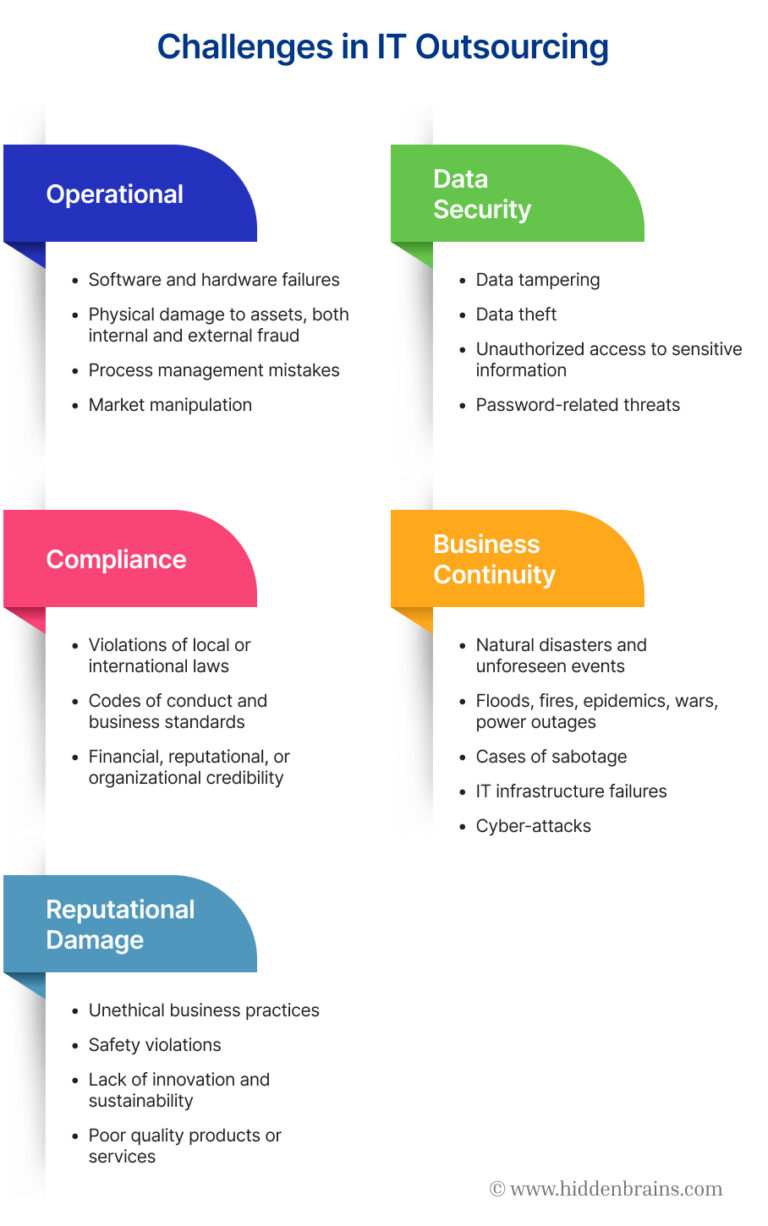 Challenges in IT Outsourcing
Operational
• Software and hardware failures
• Physical damage to assets, both
internal and external fraud
• Process management mistakes
• Market manipulation
Data
Security
• Data tampering
• Data theft
• Unauthorized access to sensitive
information
• Password-related threats
Compliance
• Violations of local or
international laws
• Codes of conduct and
business standards
• Financial, reputational, or
organizational credibility
Business
Continuity
• Natural disasters and
unforeseen events
• Floods, fires, epidemics, wars,
power outages
• Cases of sabotage
• IT infrastructure failures
• Cyber-attacks
Reputational
Damage
• Unethical business practices
• Safety violations
• Lack of innovation and
sustainability
• Poor quality products or
services
© www.hiddenbrains.com